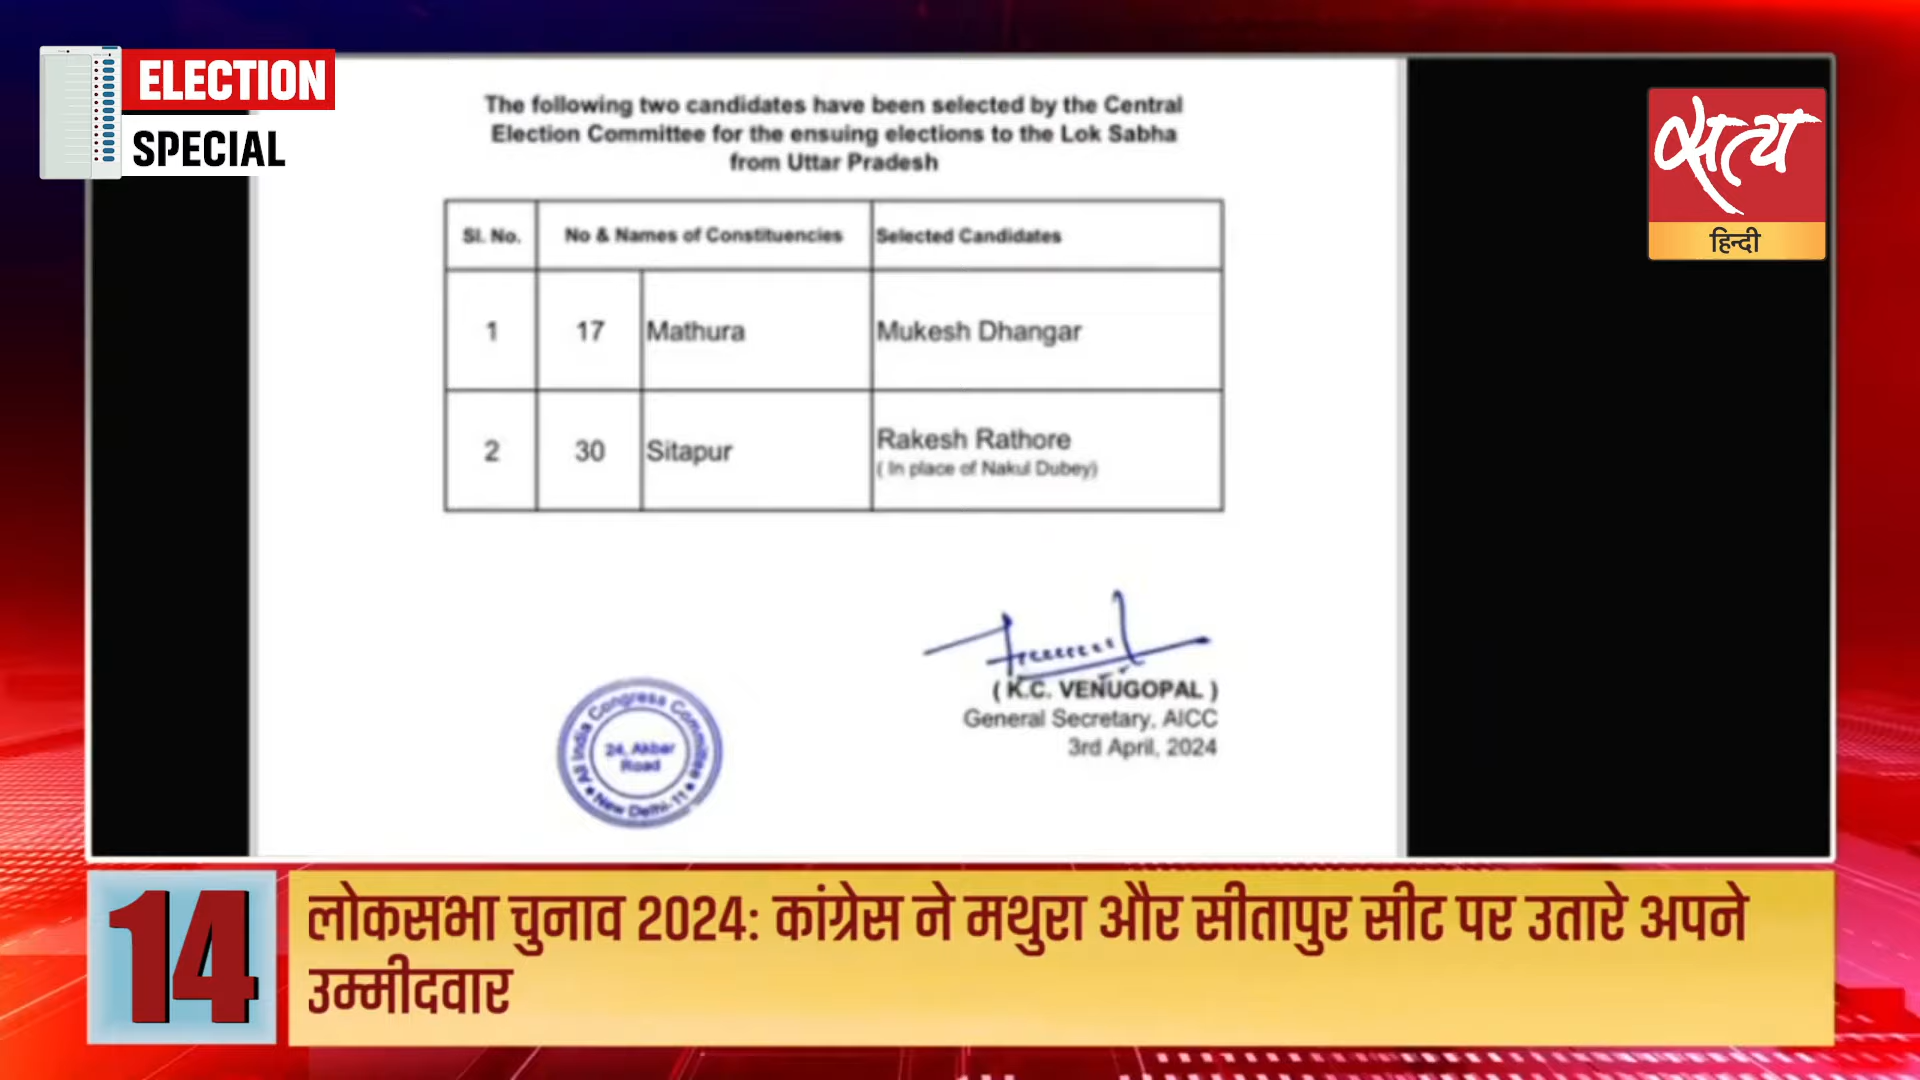 ELECTION
SPECIAL
सत्य
हिन्दी
The following two candidates have been selected by the Central
Election Committee for the ensuing elections to the Lok Sabha
from Uttar Pradesh
Sl. No. No & Names of Constituencies Selected Candidates
1 17 Mathura Mukesh Dhangar
2 30 Sitapur Rakesh Rathore
( In place of Nakul Dubey)
( K.C. VENUGOPAL )
General Secretary, AICC
3rd April, 2024
All India Congress Committee
24, Akbar
Road
New Delhi-11
14
लोकसभा चुनाव 2024: कांग्रेस ने मथुरा और सीतापुर सीट पर उतारे अपने
उम्मीदवार